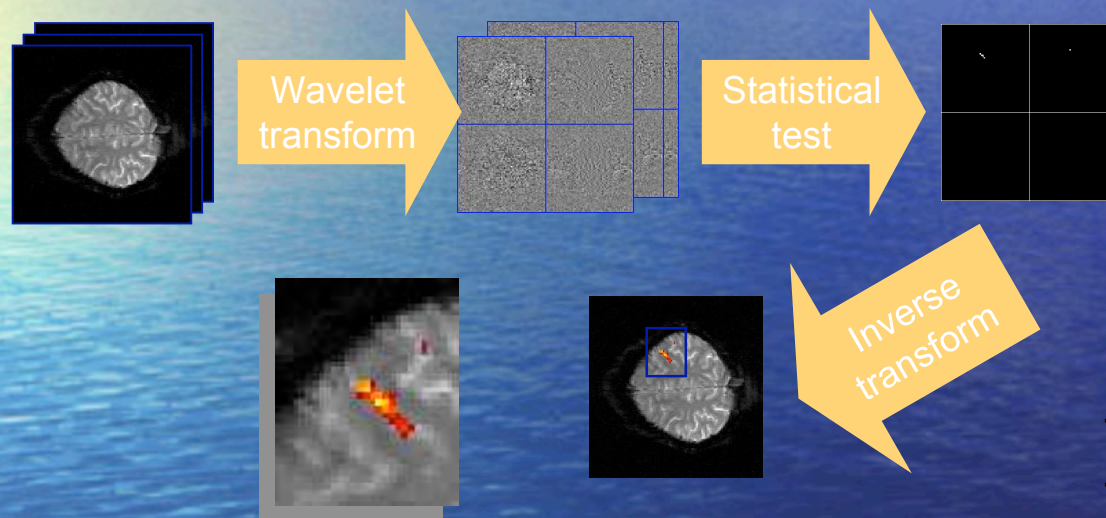 Wavelet
transform
Statistical
test
Inverse
transform